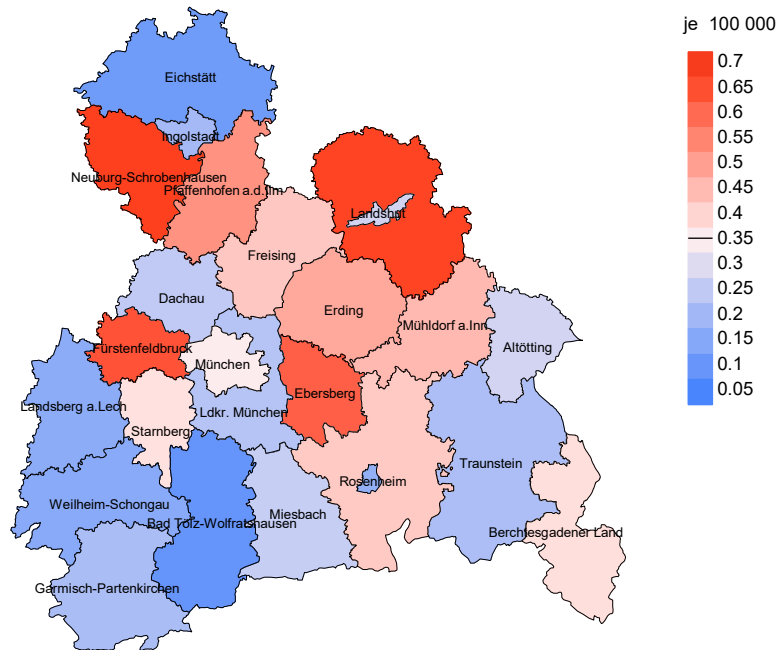 je 100 000
0.7
0.65
0.6
0.55
0.5
0.45
0.4
0.35
0.3
0.25
0.2
0.15
0.1
0.05
Eichstätt
Ingolstadt
Neuburg-Schrobenhausen
Pfaffenhofen a.d.Ilm
Landshut
Freising
Dachau
Erding
Mühldorf a.Inn
Altötting
Fürstenfeldbruck
München
Ebersberg
Landsberg a.Lech
Ldkr. München
Starnberg
Traunstein
Rosenheim
Weilheim-Schongau
Miesbach
Bad Tölz-Wolfratshausen
Berchtesgadener Land
Garmisch-Partenkirchen